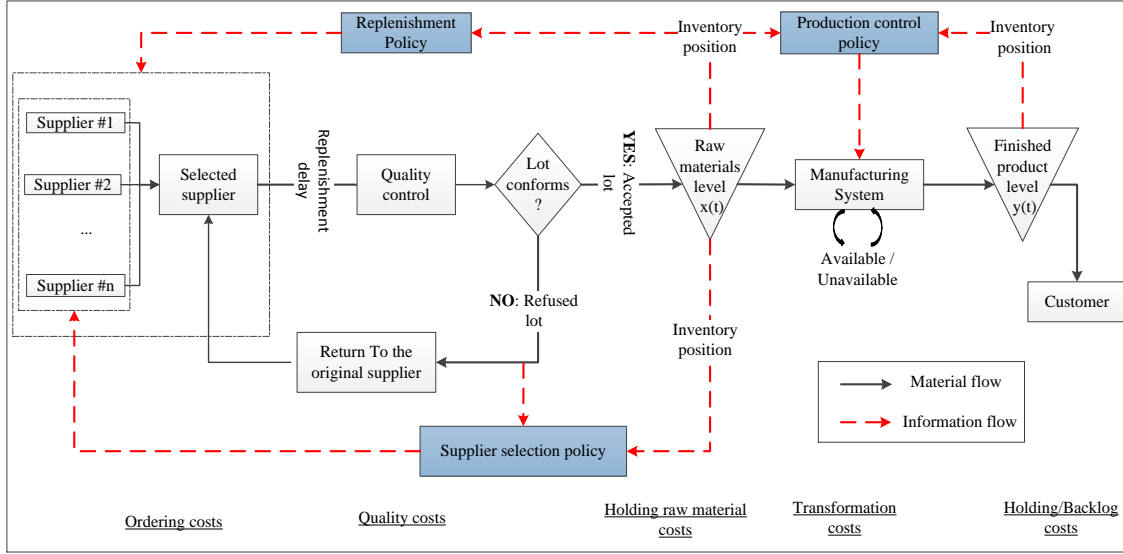 Replenishment
Policy
Inventory
position
Production control
policy
Inventory
position
Supplier #1
Supplier #2
...
Supplier #n
Selected
supplier
Replenishment
delay
Quality
control
Lot
conforms
?
YES: Accepted
lot
Raw
materials
level
x(t)
Manufacturing
System
Available /
Unavailable
Finished
product
level
y(t)
Customer
NO: Refused
lot
Return To the
original supplier
Inventory
position
Supplier selection policy
Material flow
Information flow
Ordering costs
Quality costs
Holding raw material
costs
Transformation
costs
Holding/Backlog
costs